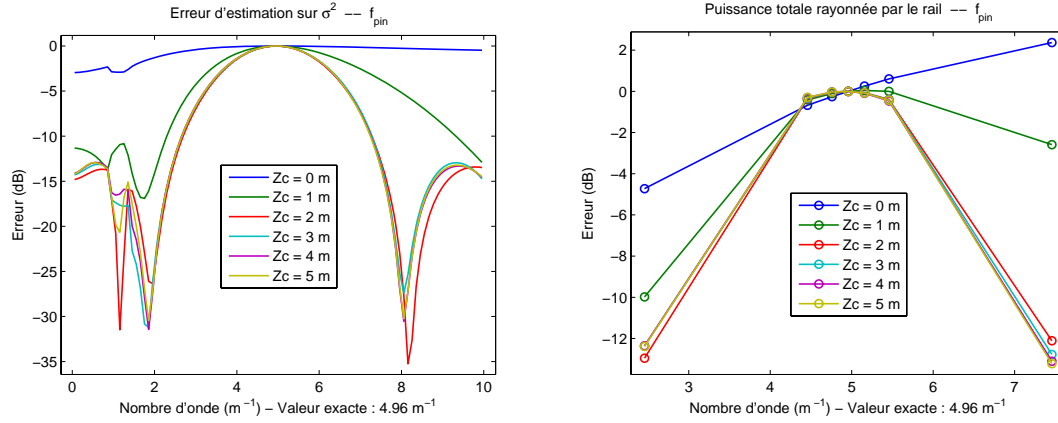 Erreur d'estimation sur σ² -- f_pin
0
−5
−10
−15
−20
−25
−30
−35
Erreur (dB)
Zc = 0 m
Zc = 1 m
Zc = 2 m
Zc = 3 m
Zc = 4 m
Zc = 5 m
0 2 4 6 8 10
Nombre d'onde (m⁻¹) − Valeur exacte : 4.96 m⁻¹
Puissance totale rayonnée par le rail -- f_pin
2
0
−2
−4
−6
−8
−10
−12
Erreur (dB)
Zc = 0 m
Zc = 1 m
Zc = 2 m
Zc = 3 m
Zc = 4 m
Zc = 5 m
3 4 5 6 7
Nombre d'onde (m⁻¹) − Valeur exacte : 4.96 m⁻¹